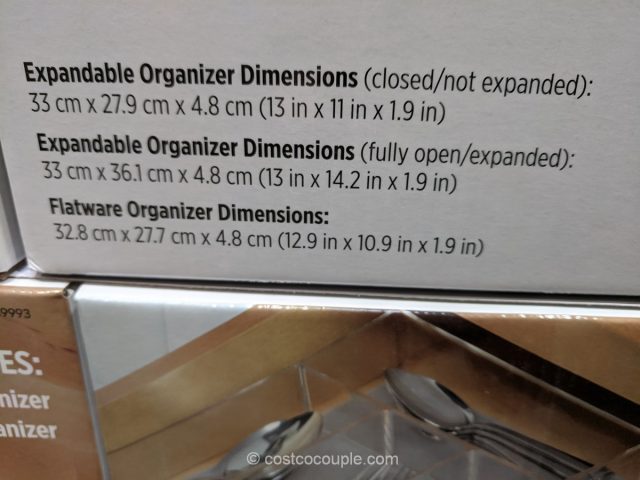 Expandable Organizer Dimensions (closed/not expanded):
33 cm x 27.9 cm x 4.8 cm (13 in x 11 in x 1.9 in)
Expandable Organizer Dimensions (fully open/expanded):
33 cm x 36.1 cm x 4.8 cm (13 in x 14.2 in x 1.9 in)
Flatware Organizer Dimensions:
32.8 cm x 27.7 cm x 4.8 cm (12.9 in x 10.9 in x 1.9 in)
9993
ES:
nizer
anizer
© costcocouple.com